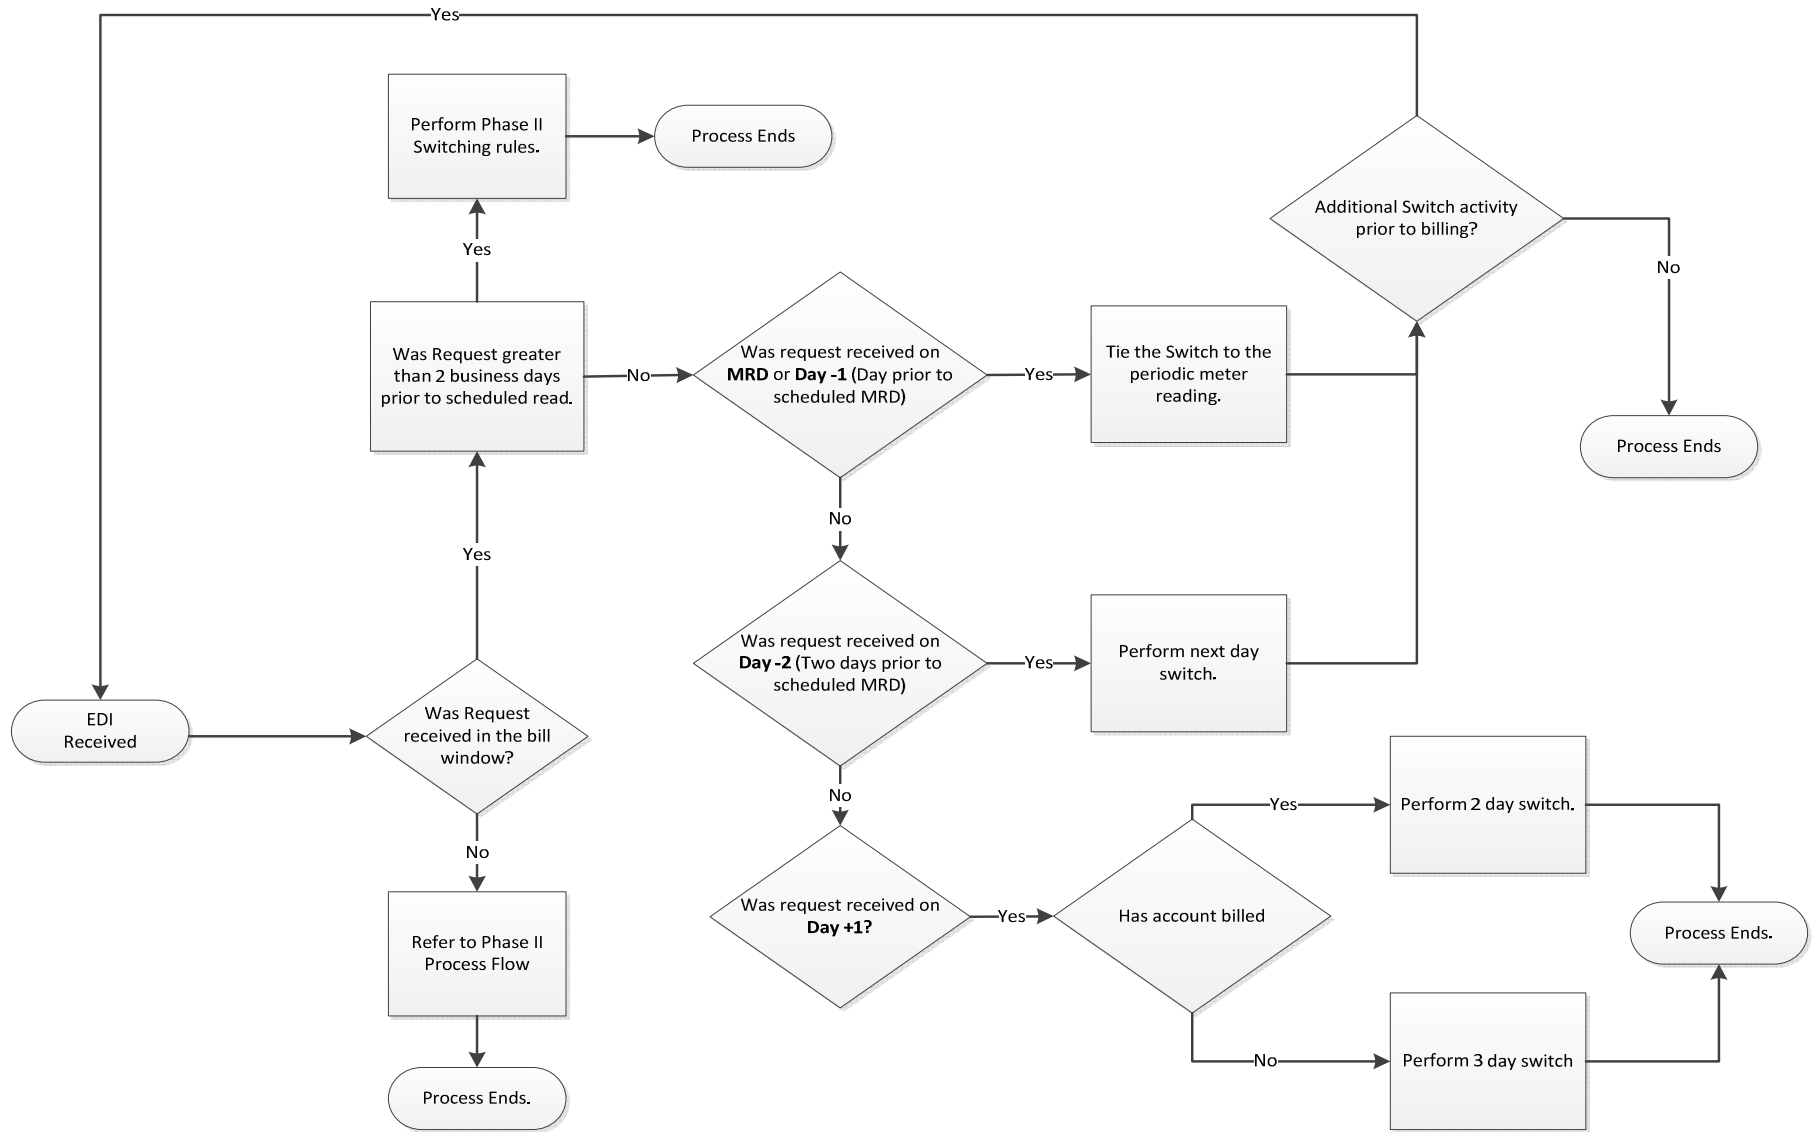 Yes
Perform Phase II
Switching rules.
Process Ends
Additional Switch activity
prior to billing?
Yes
No
Was Request greater
than 2 business days
prior to scheduled read.
No
Was request received on
MRD or Day -1 (Day prior to
scheduled MRD)
Yes
Tie the Switch to the
periodic meter
reading.
Process Ends
No
Yes
Was request received on
Day -2 (Two days prior to
scheduled MRD)
Yes
Perform next day
switch.
EDI
Received
Was Request
received in the bill
window?
No
Yes
Perform 2 day switch.
No
Was request received on
Day +1?
Yes
Has account billed
Process Ends.
Refer to Phase II
Process Flow
No
Perform 3 day switch
Process Ends.